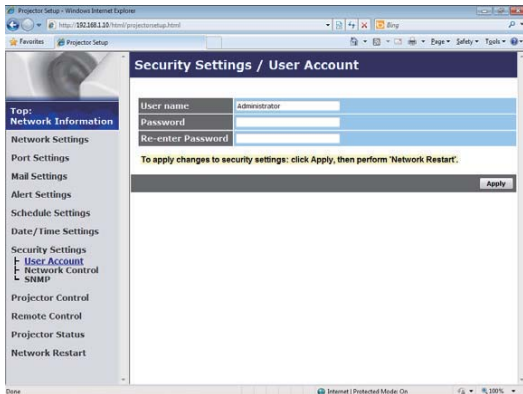 Projector Setup - Windows Internet Explorer
http://192.168.1.10/html/projectorsetup.html
Bing
Favorites
Projector Setup
Page
Safety
Tools
Top:
Network Information
Network Settings
Port Settings
Mail Settings
Alert Settings
Schedule Settings
Date/Time Settings
Security Settings
User Account
Network Control
SNMP
Projector Control
Remote Control
Projector Status
Network Restart
Security Settings / User Account
User name
Administrator
Password
Re-enter Password
To apply changes to security settings: click Apply, then perform 'Network Restart'.
Apply
Done
Internet | Protected Mode: On
100%